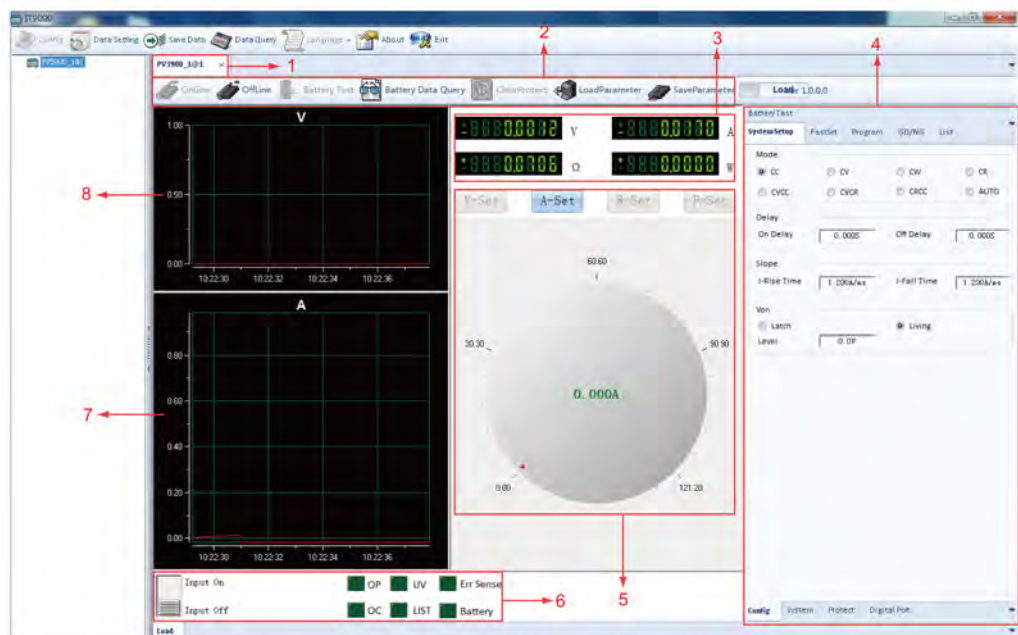 IT9000
Config Data Setting Save Data Data Query Language About Exit
PV3900_1@1 1 2 3 4
OnLine OffLine Battery Test Battery Data Query ClearProtect LoadParameter SaveParameter 1.0.0.0
V
1.00
0.50
0.00
10:22:30 10:22:32 10:22:34 10:22:36
8
A
0.80
0.60
0.40
0.20
0.00
10:22:30 10:22:32 10:22:34 10:22:36
7
V A
Ω W
V-Set A-Set R-Set P-Set
60.60
30.30 90.90
0.000A
0.00 121.20
5
BatteryTest
SystemSetup FastSet Program GO/NG List
Mode
CC CV CW CR
CVCC CVCR CRCC AUTO
Delay
On Delay 0.000S Off Delay 0.000S
Slope
I-Rise Time 1.200A/us I-Fall Time 1.200A/us
Von
Latch Living
Level 0.0V
Config System Protect Digital Port
Input On OP UV Err Sense
Input Off OC LIST Battery
6
Load